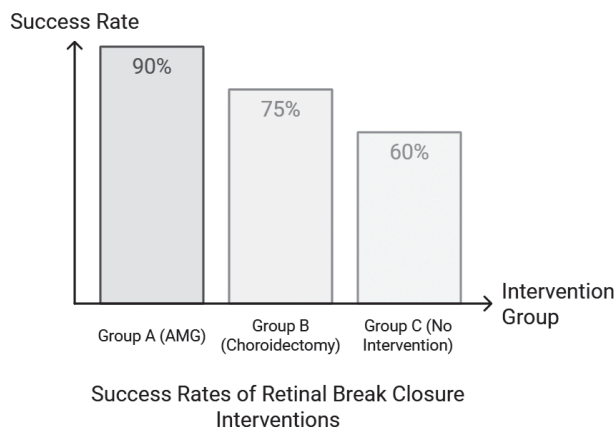 Success Rate
90%
75%
60%
Intervention
Group
Group A (AMG)
Group B
(Choroidectomy)
Group C (No
Intervention)
Success Rates of Retinal Break Closure
Interventions